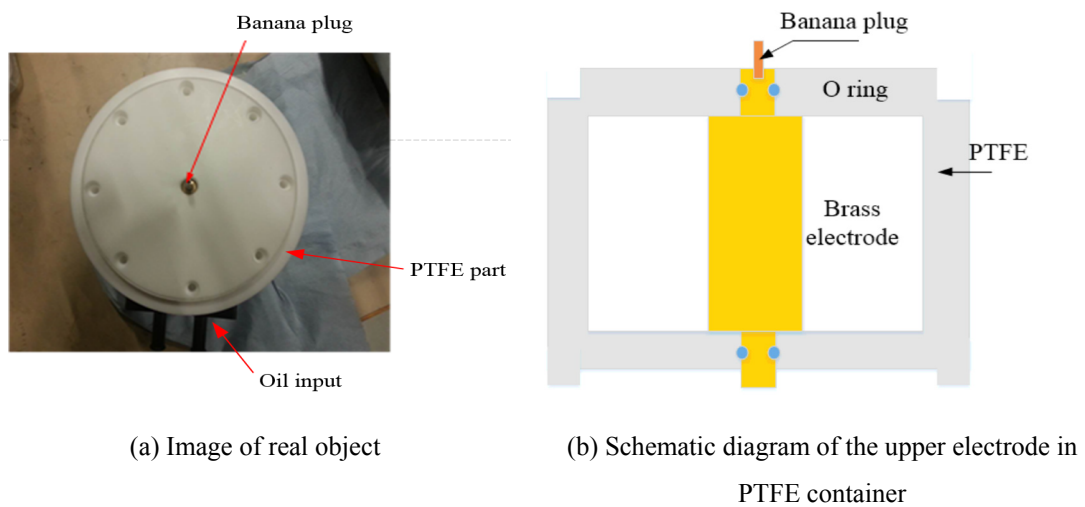 Banana plug
PTFE part
Oil input
(a) Image of real object
Banana plug
O ring
PTFE
Brass
electrode
(b) Schematic diagram of the upper electrode in
PTFE container